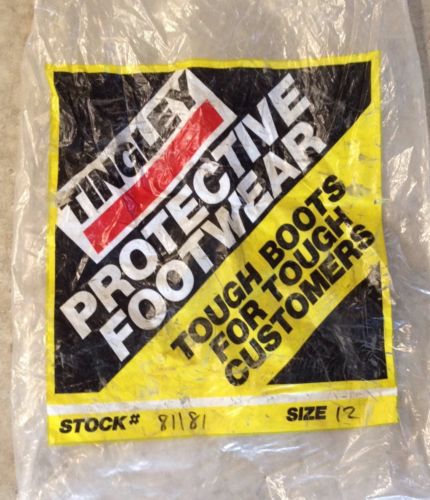 TINGLEY
PROTECTIVE
FOOTWEAR
TOUGH BOOTS
FOR TOUGH
CUSTOMERS
STOCK# 81181 SIZE 12